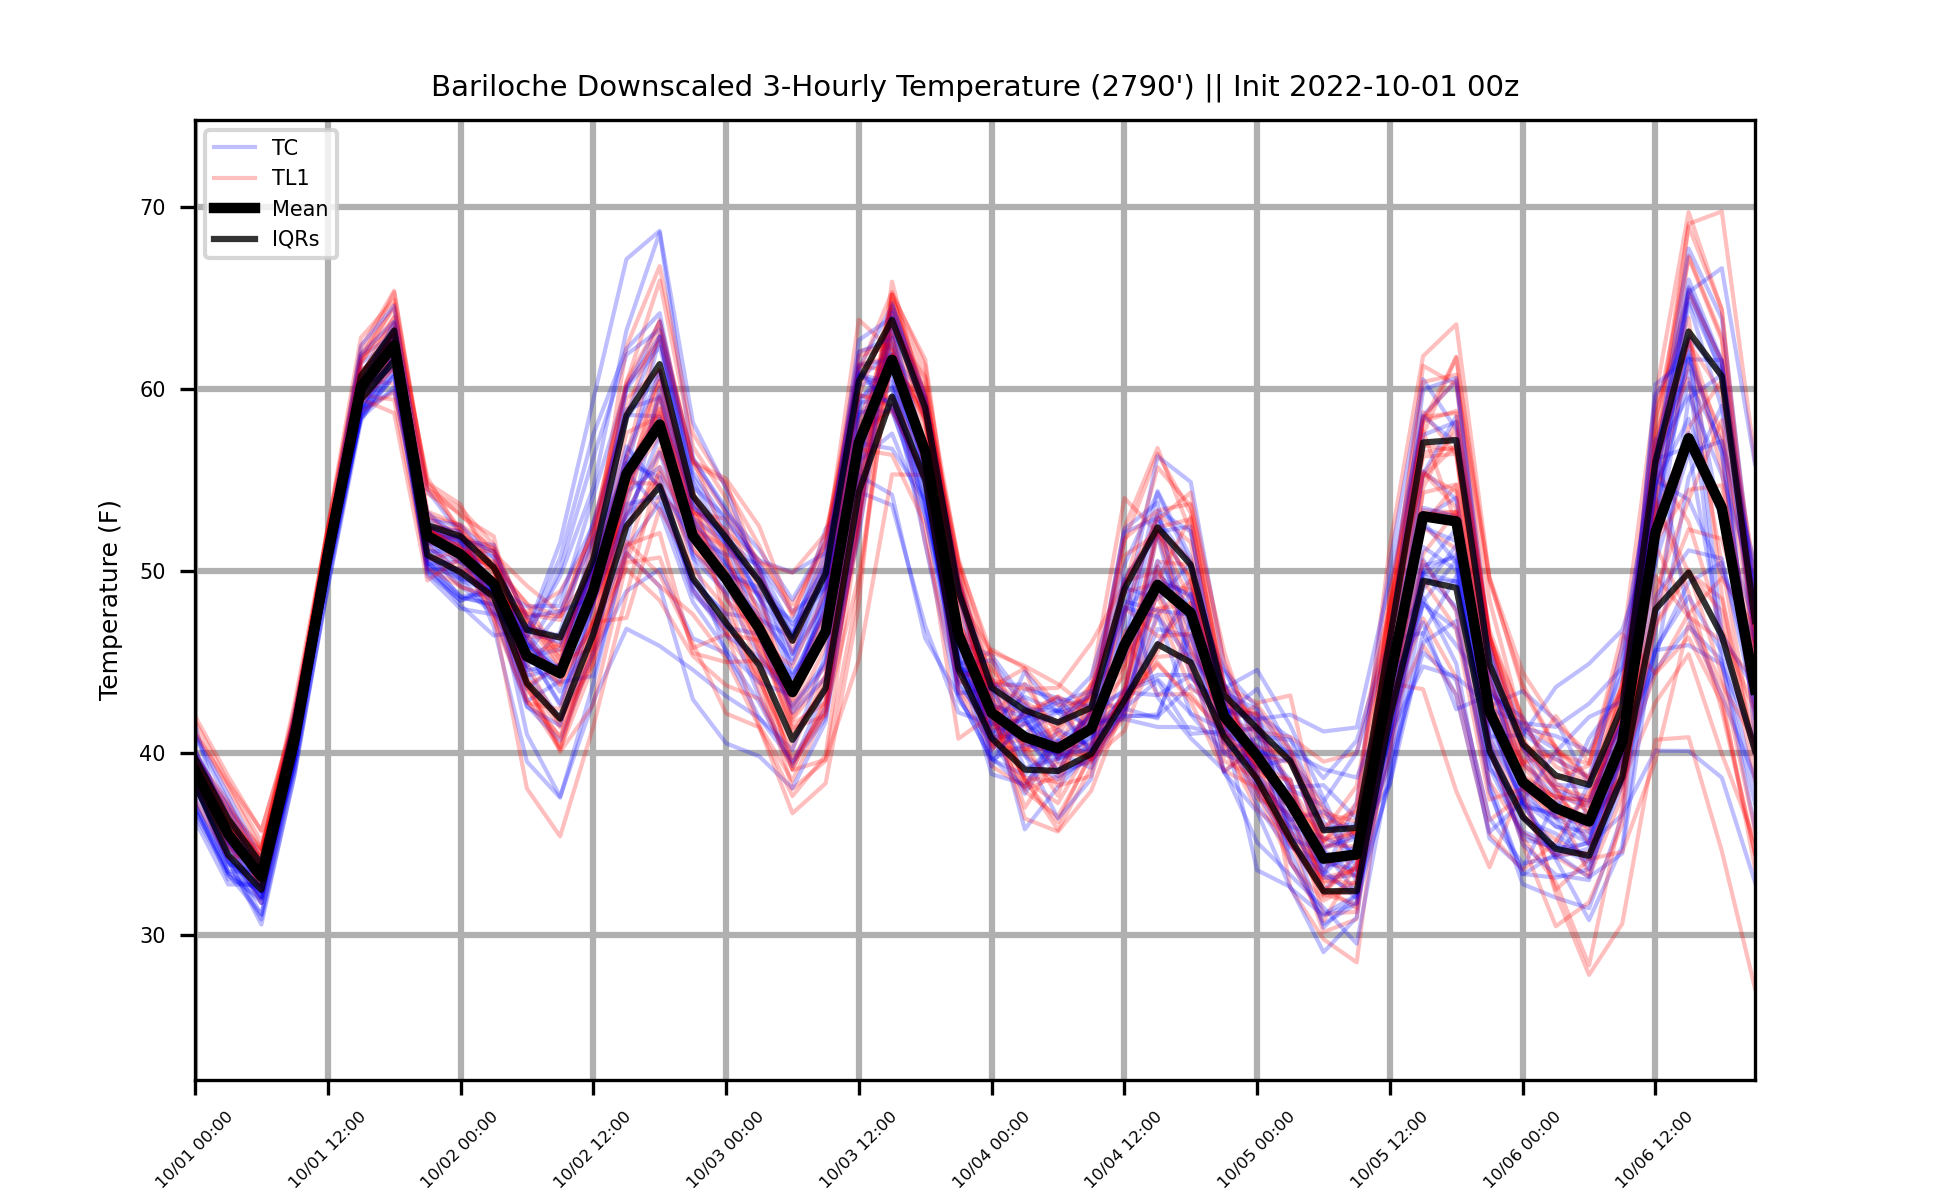 Bariloche Downscaled 3-Hourly Temperature (2790') || Init 2022-10-01 00z
TC
TL1
Mean
IQRs
Temperature (F)
70
60
50
40
30
10/01 00:00
10/01 12:00
10/02 00:00
10/02 12:00
10/03 00:00
10/03 12:00
10/04 00:00
10/04 12:00
10/05 00:00
10/05 12:00
10/06 00:00
10/06 12:00